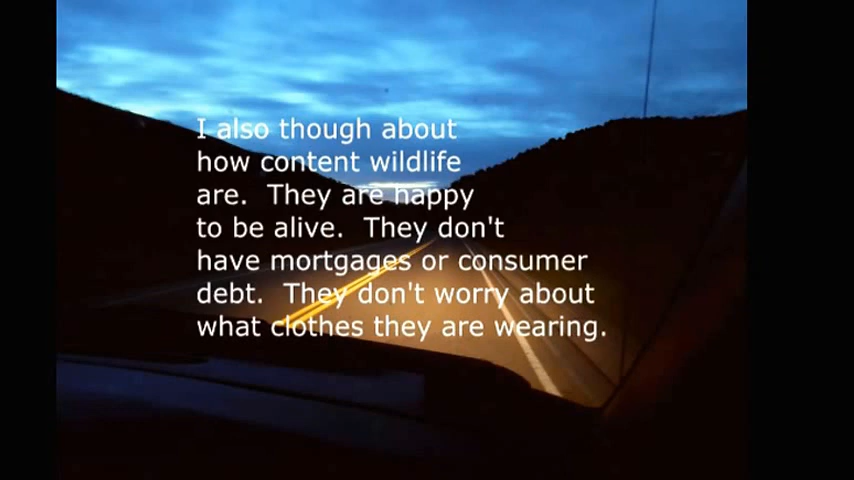 I also though about
how content wildlife
are.  They are happy
to be alive.  They don't
have mortgages or consumer
debt.  They don't worry about
what clothes they are wearing.